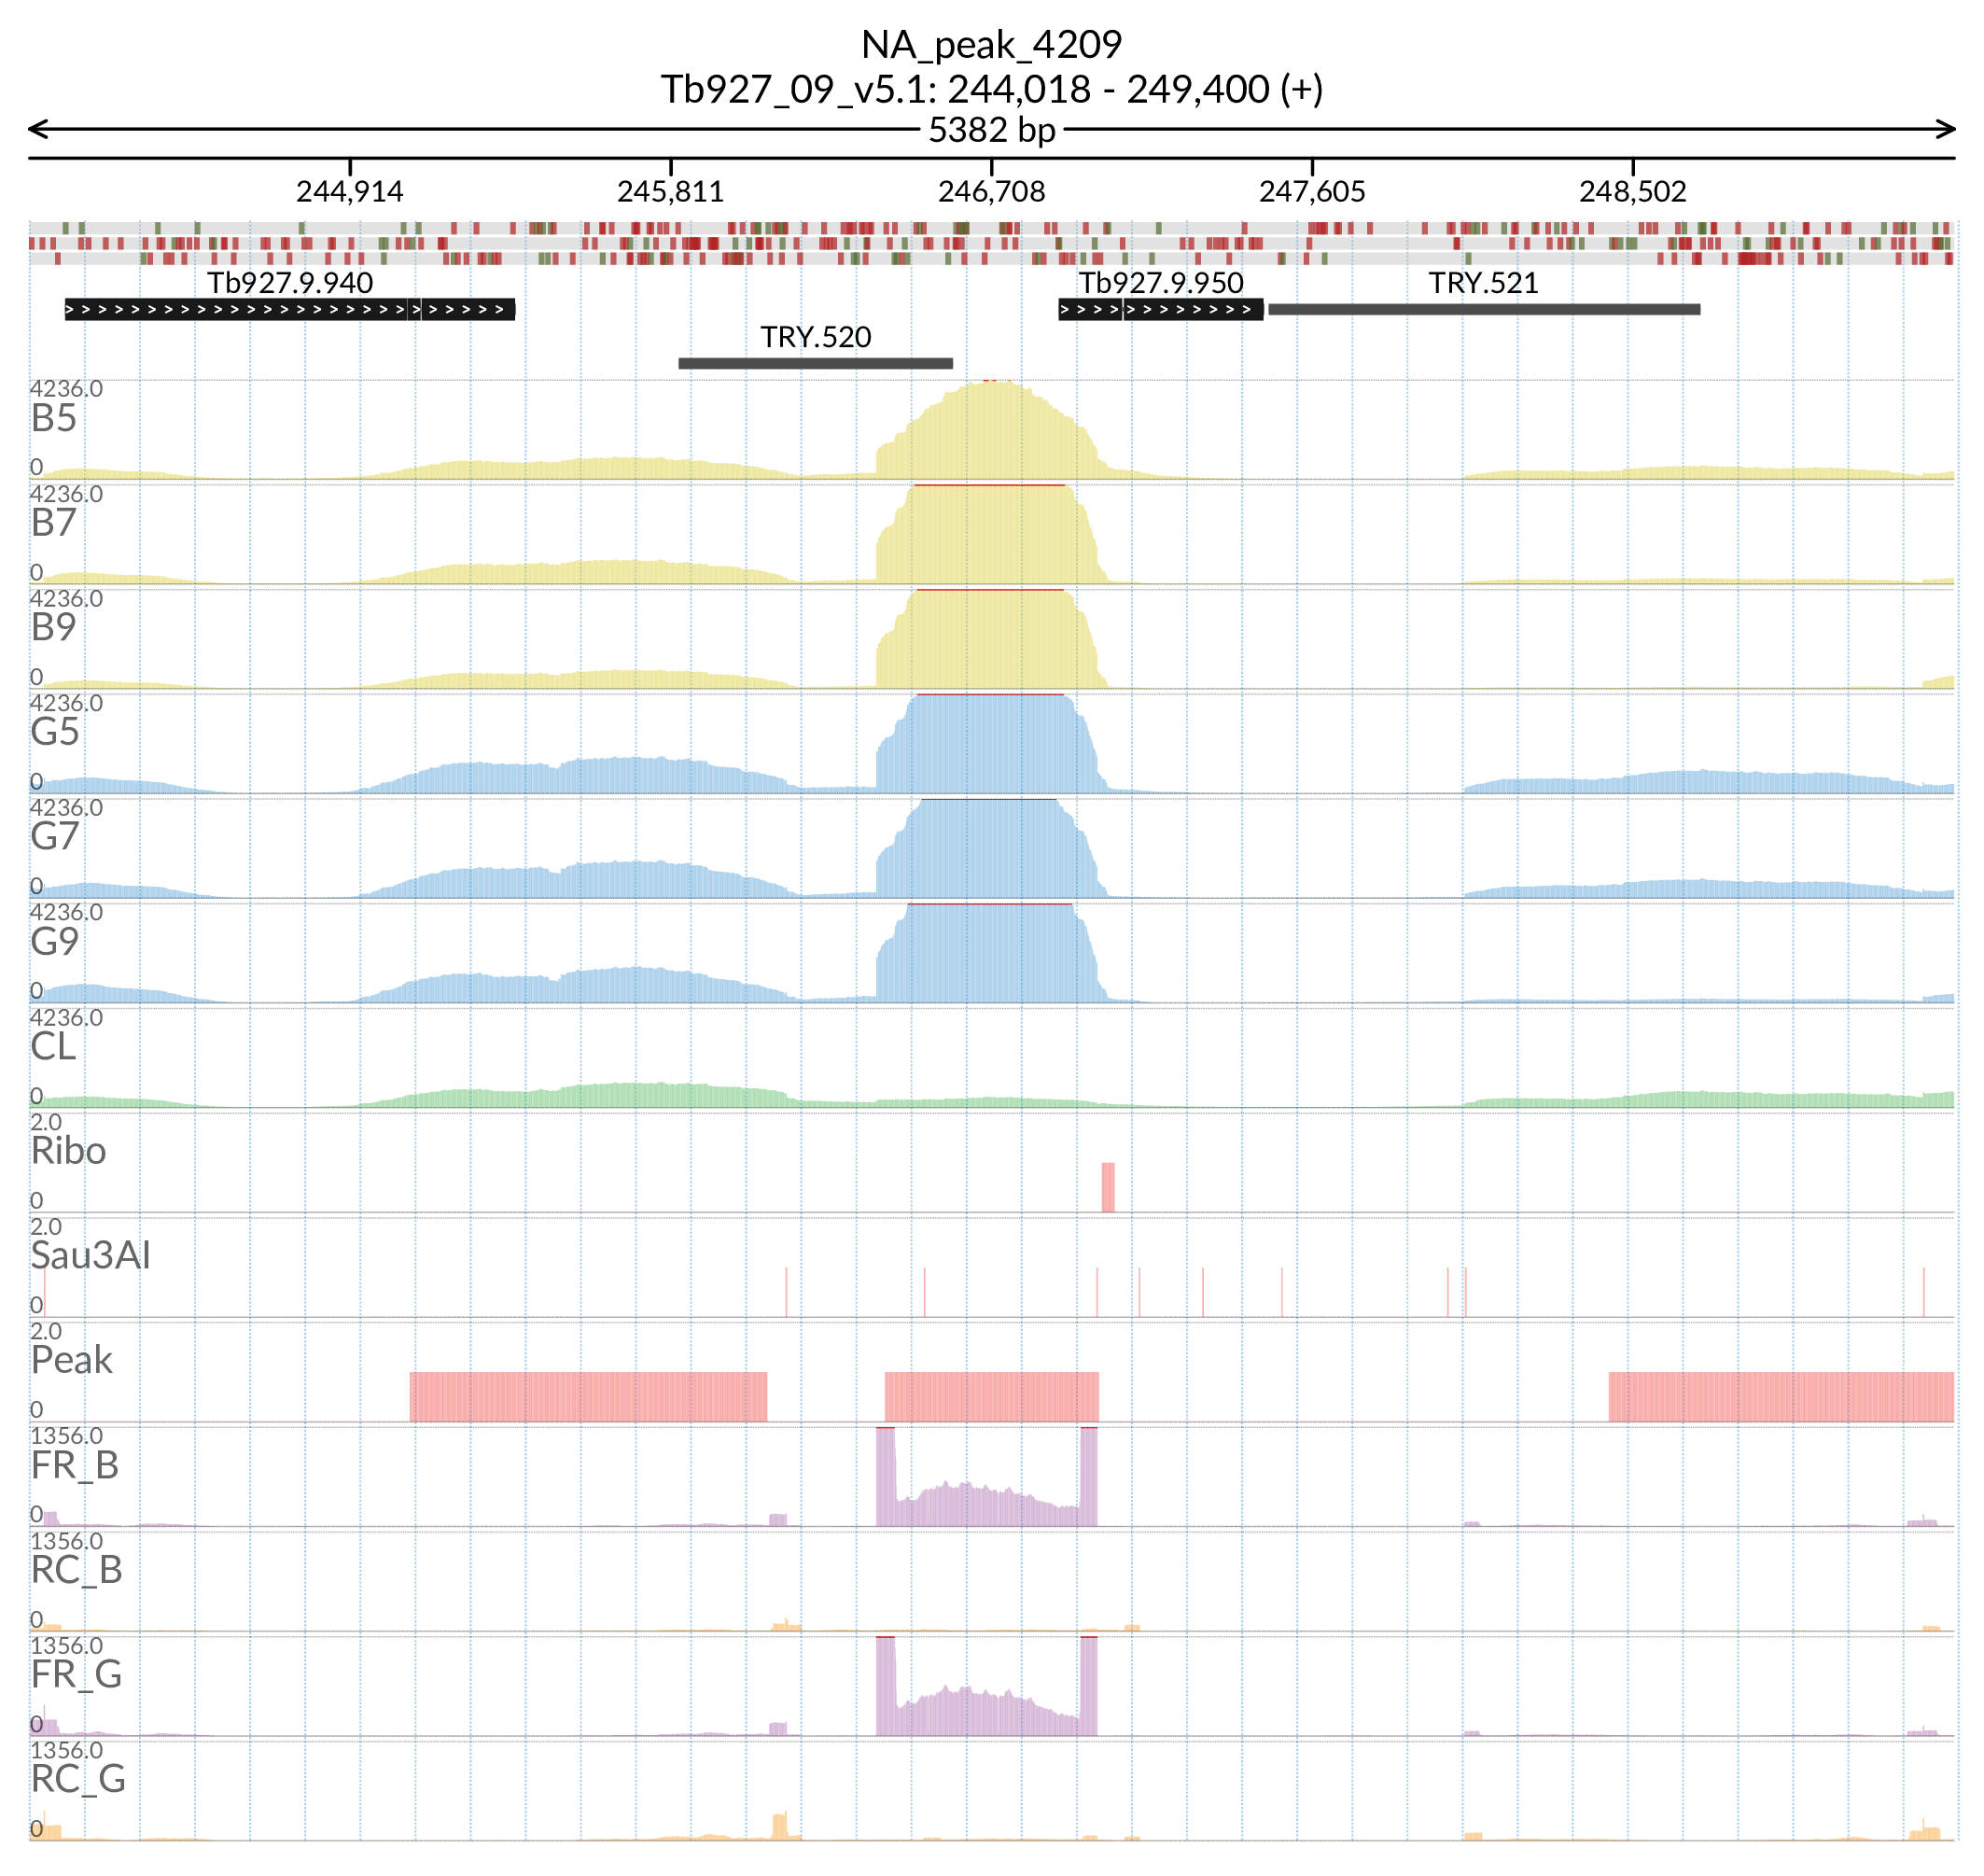 NA_peak_4209
Tb927_09_v5.1: 244,018 - 249,400 (+)
5382 bp
244,914 245,811 246,708 247,605 248,502
Tb927.9.940 Tb927.9.950 TRY.521
TRY.520
4236.0
B5
0
4236.0
B7
0
4236.0
B9
0
4236.0
G5
0
4236.0
G7
0
4236.0
G9
0
4236.0
CL
0
2.0
Ribo
0
2.0
Sau3AI
0
2.0
Peak
0
1356.0
FR_B
0
1356.0
RC_B
0
1356.0
FR_G
0
1356.0
RC_G
0